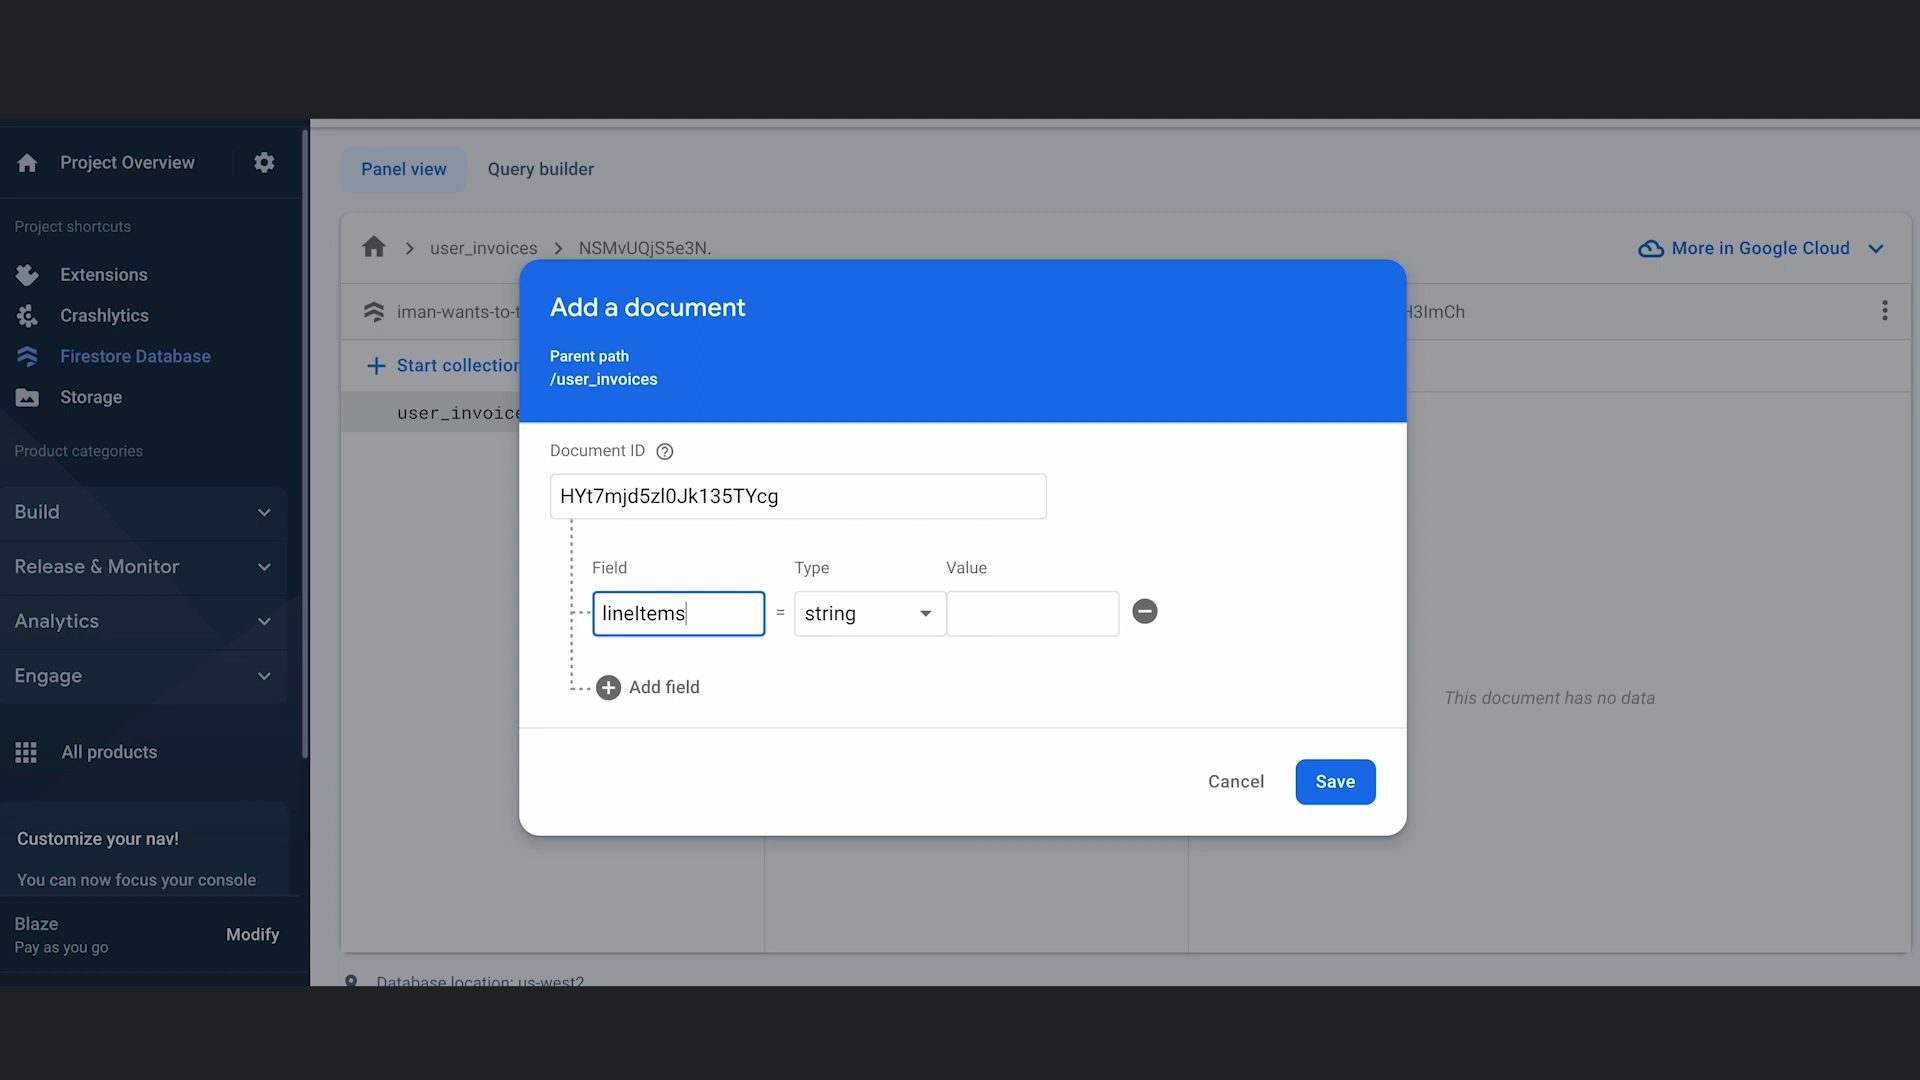 Project Overview
Project shortcuts
Extensions
Crashlytics
Firestore Database
Storage
Product categories
Build
Release & Monitor
Analytics
Engage
All products
Customize your nav!
You can now focus your console
Blaze
Pay as you go
Modify
Panel view
Query builder
user_invoices
NSMvUQjS5e3N.
More in Google Cloud
iman-wants-to-t
H3ImCh
Start collection
user_invoice
Add a document
Parent path
/user_invoices
Document ID
HYt7mjd5zl0Jk135TYcg
Field
Type
Value
lineItems
=
string
Add field
Cancel
Save
This document has no data
Database location: us-west2